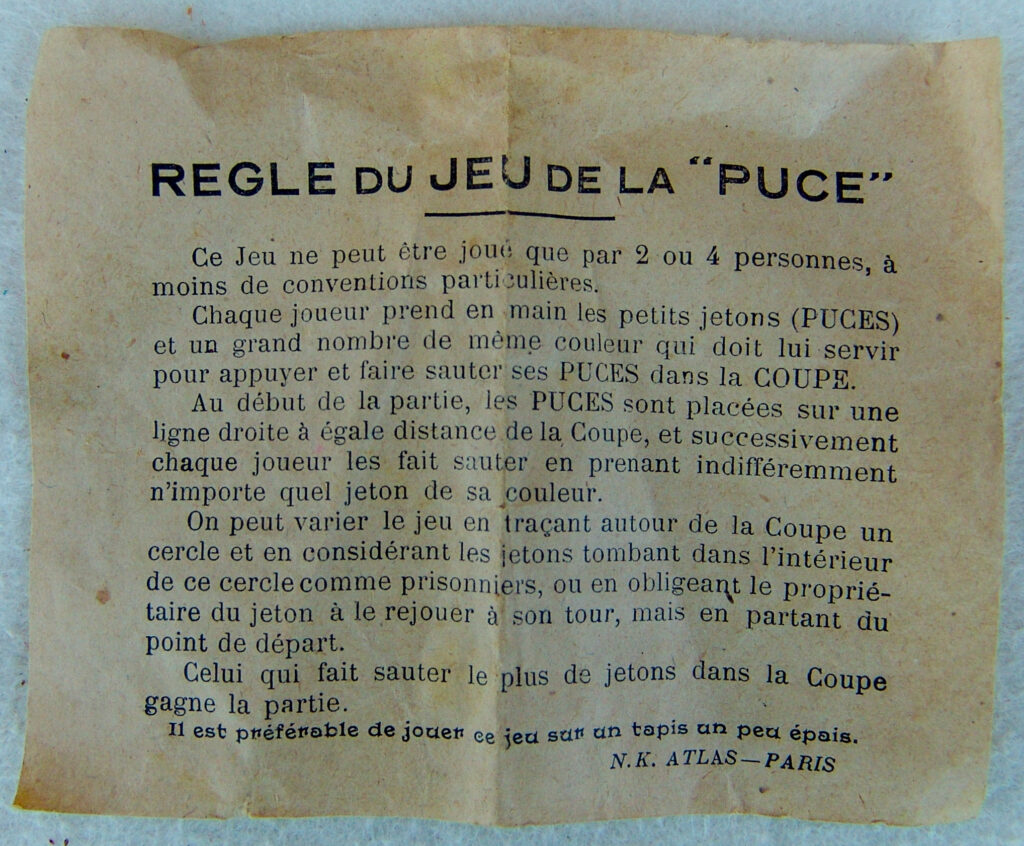 REGLE DU JEU DE LA "PUCE"
Ce Jeu ne peut être joué que par 2 ou 4 personnes, à
moins de conventions particulières.
Chaque joueur prend en main les petits jetons (PUCES)
et un grand nombre de même couleur qui doit lui servir
pour appuyer et faire sauter ses PUCES dans la COUPE.
Au début de la partie, les PUCES sont placées sur une
ligne droite à égale distance de la Coupe, et successivement
chaque joueur les fait sauter en prenant indifféremment
n'importe quel jeton de sa couleur.
On peut varier le jeu en traçant autour de la Coupe un
cercle et en considérant les jetons tombant dans l'intérieur
de ce cercle comme prisonniers, ou en obligeant le proprié-
taire du jeton à le rejouer à son tour, mais en partant du
point de départ.
Celui qui fait sauter le plus de jetons dans la Coupe
gagne la partie.
Il est préférable de jouer ce jeu sur un tapis un peu épais.
N.K. ATLAS—PARIS